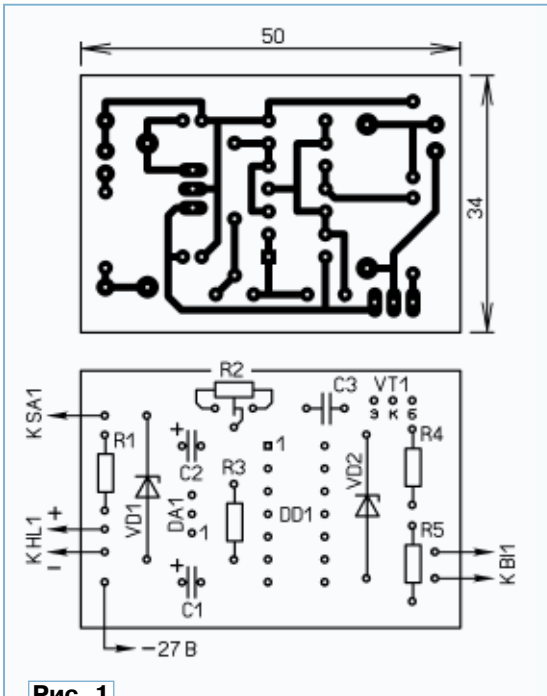 50
34
R2
C3
VT1
э к б
К SA1
R1
VD1
C2
R3
1
VD2
R4
DA1
1
DD1
+
К HL1
–
R5
К BI1
C1
–27 В
Рис. 1